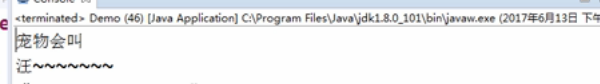 <terminated> Demo (46) [Java Application] C:\Program Files\Java\jdk1.8.0_101\bin\javaw.exe (2017年6月13日 下午
宠物会叫
汪~~~~~~~